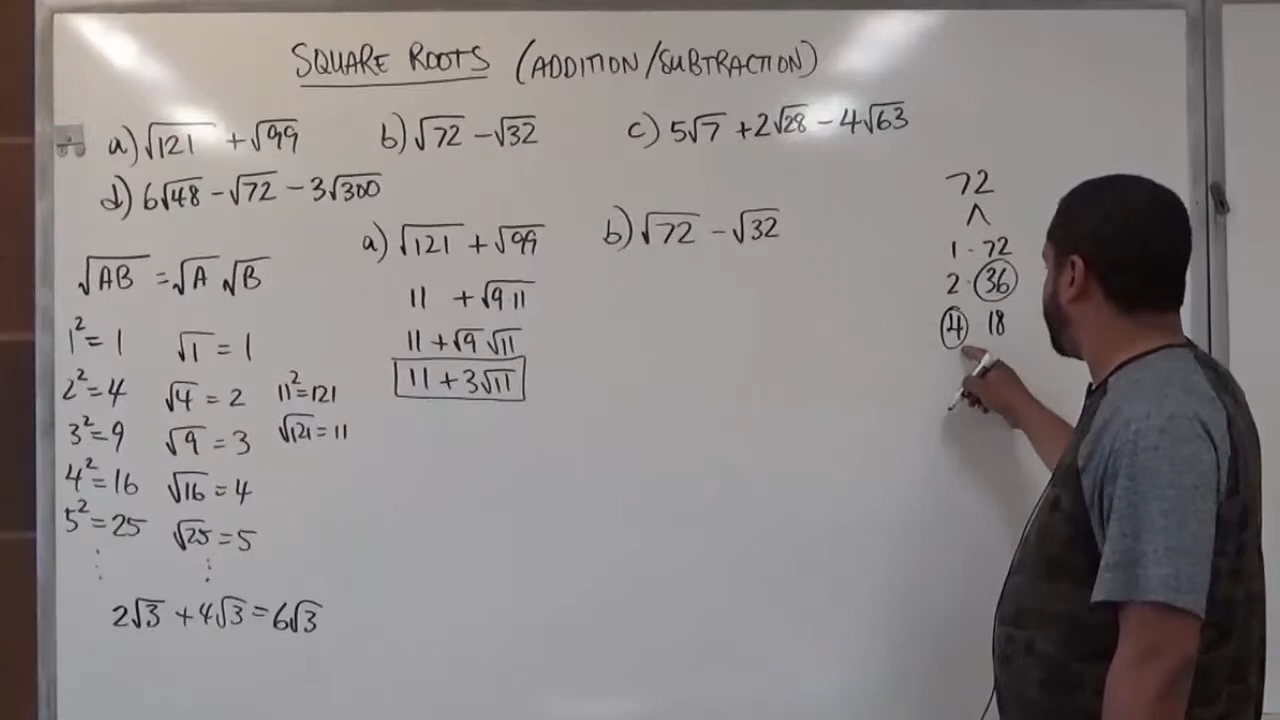 SQUARE ROOTS (ADDITION/SUBTRACTION)
a) √121 + √99
b) √72 - √32
c) 5√7 + 2√28 - 4√63
d) 6√48 - √72 - 3√300
√AB = √A √B
1² = 1
√1 = 1
2² = 4
√4 = 2
11² = 121
3² = 9
√9 = 3
√121 = 11
4² = 16
√16 = 4
5² = 25
√25 = 5
⋮
⋮
2√3 + 4√3 = 6√3
a) √121 + √99
11 + √9·11
11 + √9 √11
11 + 3√11
b) √72 - √32
72
∧
1 · 72
2 · 36
4 18